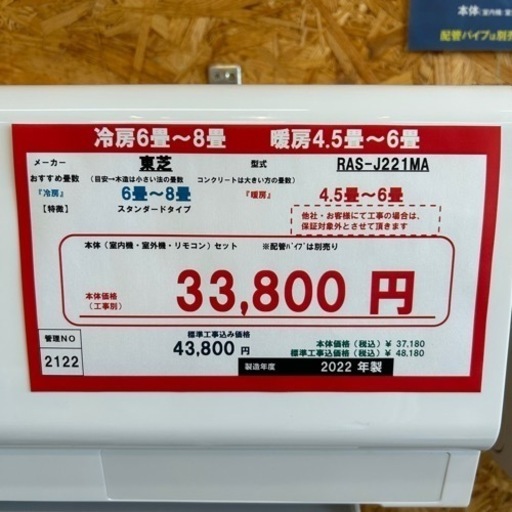 本体（室内機・室
配管パイプは別売
冷房6畳～8畳 暖房4.5～6畳
メーカー 東芝 型式 RAS-J221MA
おすすめ畳数 （目安→木造は小さい法の畳数 コンクリートは大きい方の畳数）
『冷房』 6畳～8畳 『暖房』 4.5～6畳
【特徴】 スタンダードタイプ
他社・お客様にて工事の場合は、
保証対象外とさせて頂きます
本体（室内機・室外機・リモコン）セット ※配管ﾊﾟｲﾌﾟは別売り
本体価格
（工事別）
33,800 円
管理NO
2122
標準工事込み価格
43,800 円
本体価格（税込）￥ 37,180
標準工事込価格（税込）￥ 48,180
製造年度 2022 年製